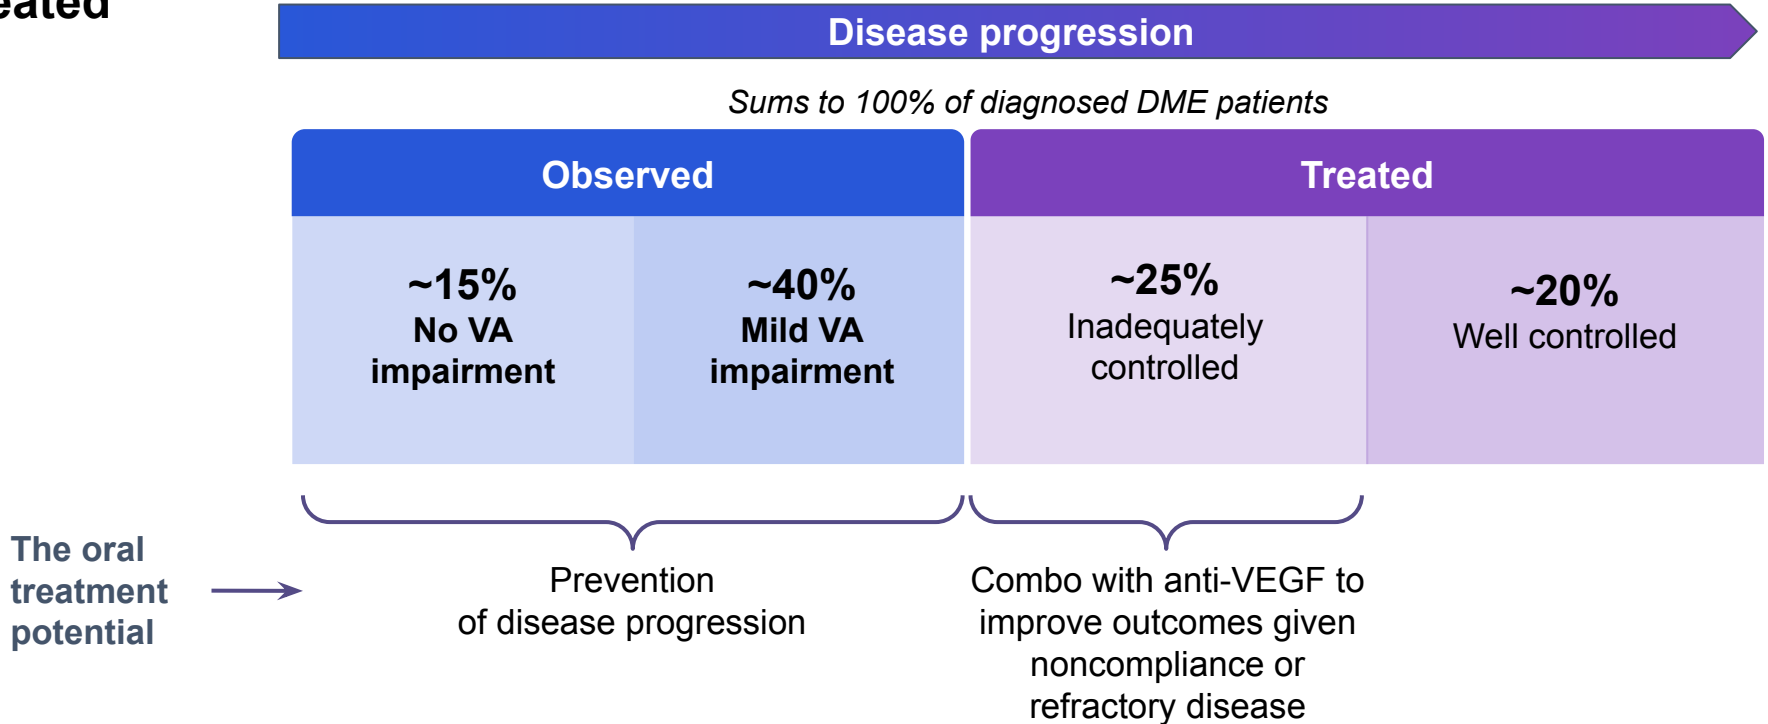 Disease progression
Sums to 100% of diagnosed DME patients
Observed
Treated
~15%
No VA
impairment
~40%
Mild VA
impairment
~25%
Inadequately
controlled
~20%
Well controlled
The oral
treatment
potential
Prevention
of disease progression
Combo with anti-VEGF to
improve outcomes given
noncompliance or
refractory disease